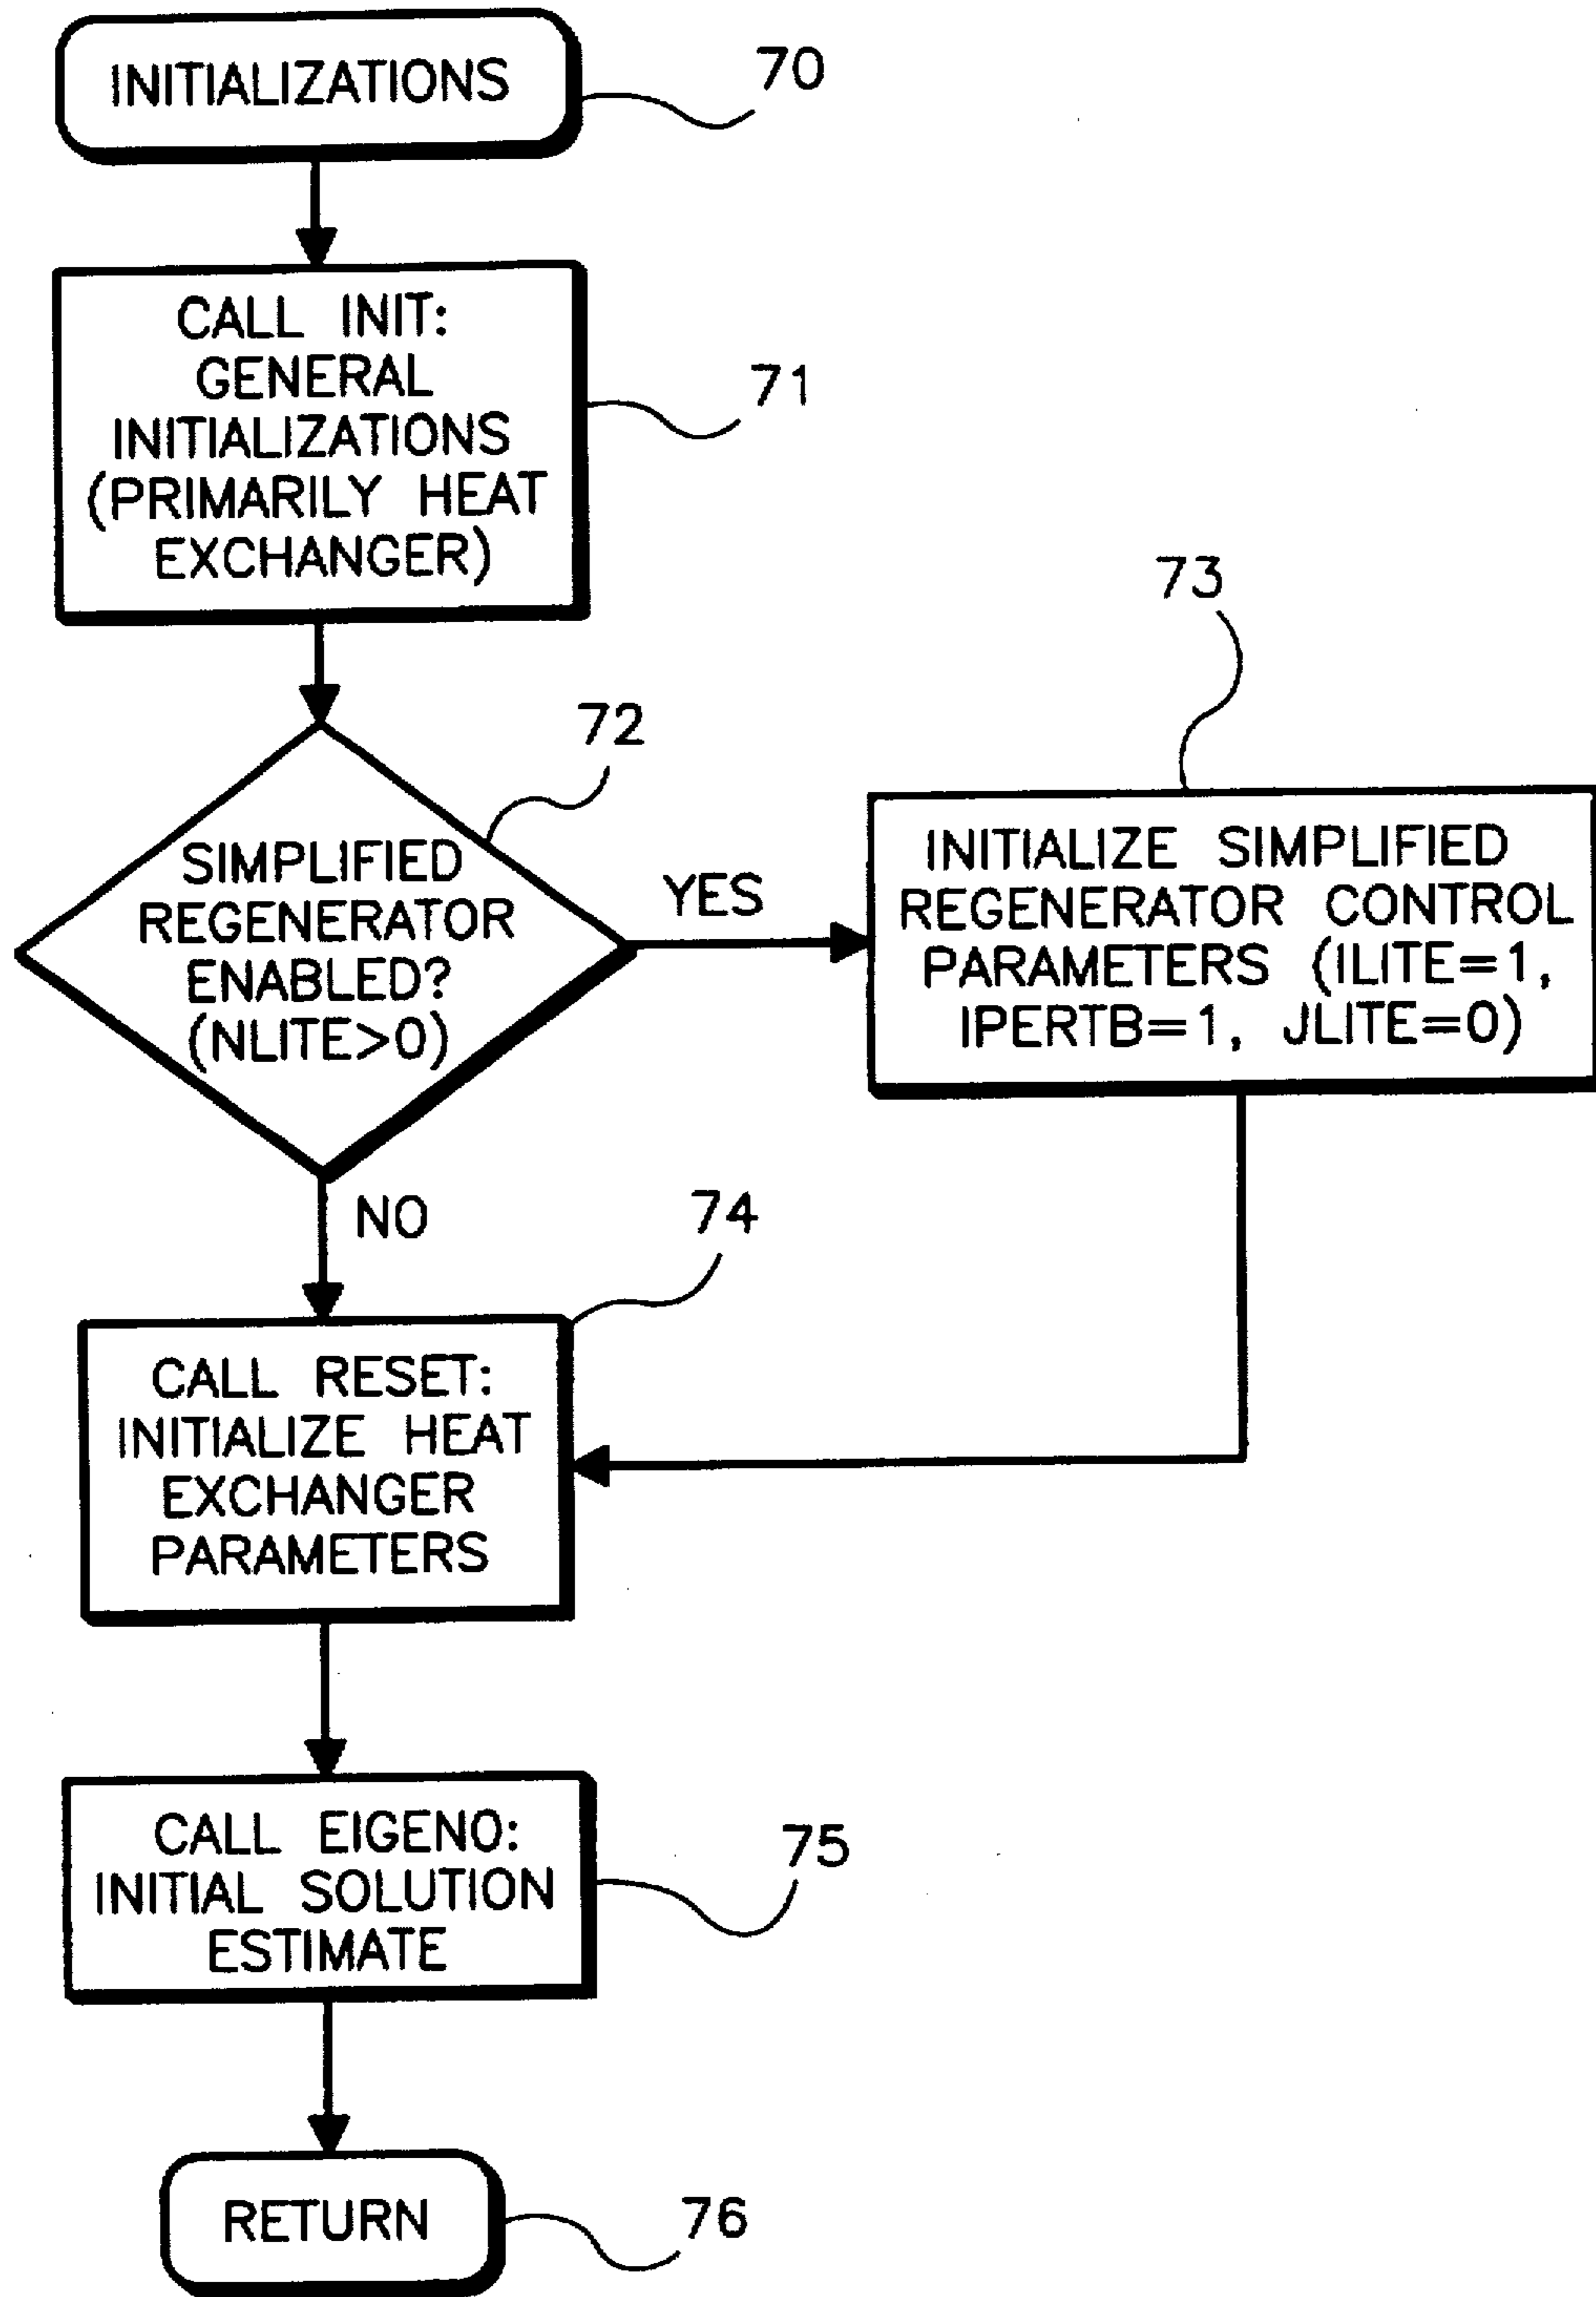 INITIALIZATIONS
70
CALL INIT:
GENERAL
INITIALIZATIONS
(PRIMARILY HEAT
EXCHANGER)
71
72
SIMPLIFIED
REGENERATOR
ENABLED?
(NLITE>0)
YES
NO
73
INITIALIZE SIMPLIFIED
REGENERATOR CONTROL
PARAMETERS (ILITE=1,
IPERTB=1, JLITE=0)
74
CALL RESET:
INITIALIZE HEAT
EXCHANGER
PARAMETERS
CALL EIGENO:
INITIAL SOLUTION
ESTIMATE
75
RETURN
76